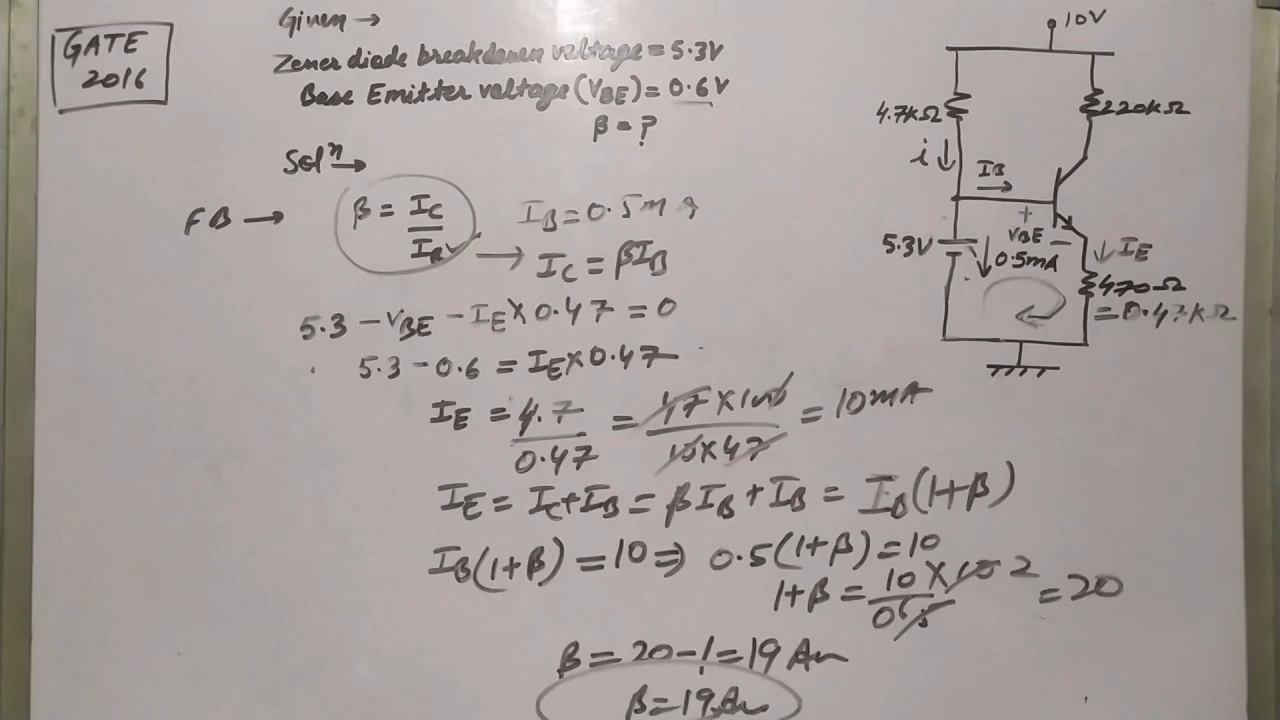 GATE
2016
Given →
Zener diode breakdown voltage = 5.3V
Base Emitter voltage (VBE) = 0.6V
β = ?
Solⁿ →
FB → β = IC/IB
IB = 0.5mA
→ IC = βIB
5.3 - VBE - IE × 0.47 = 0
5.3 - 0.6 = IE × 0.47
IE = 4.7/0.47 = 47 × 100/10 × 47 = 10mA
IE = IC + IB = βIB + IB = IB(1+β)
IB(1+β) = 10 ⇒ 0.5(1+β) = 10
1+β = 10 × 10 2/05 = 20
β = 20 - 1 = 19 An
β = 19 An
10V
4.7kΩ
220kΩ
i ↓
IB
5.3V
+
VBE
-
0.5mA
↓ IE
470Ω
= 0.47kΩ